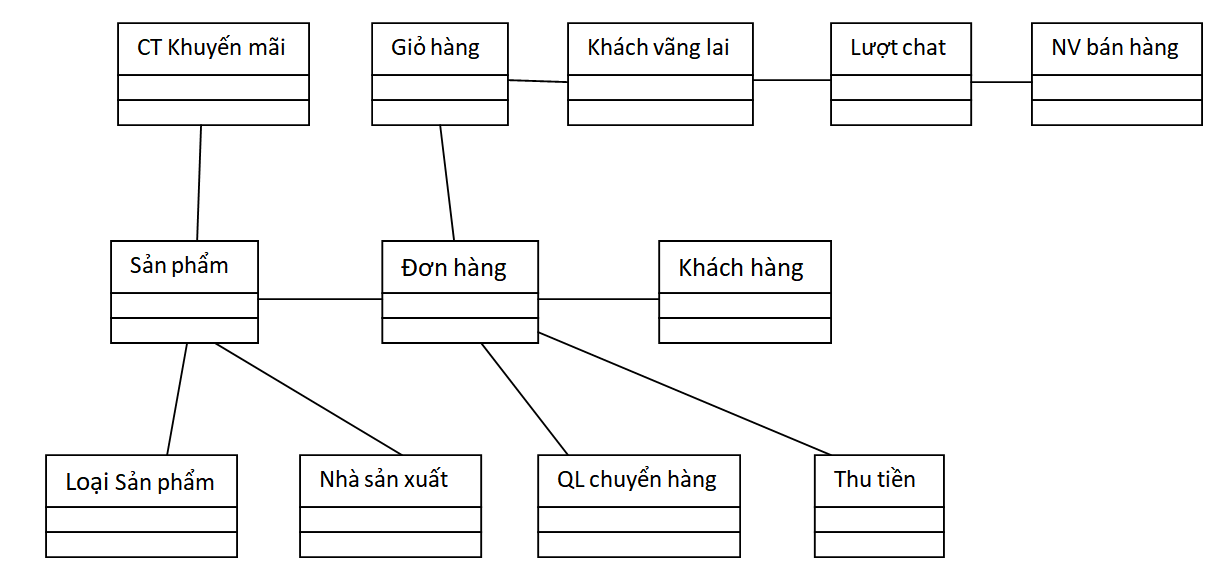 CT Khuyến mãi
Giỏ hàng
Khách vãng lai
Lượt chat
NV bán hàng
Sản phẩm
Đơn hàng
Khách hàng
Loại Sản phẩm
Nhà sản xuất
QL chuyển hàng
Thu tiền